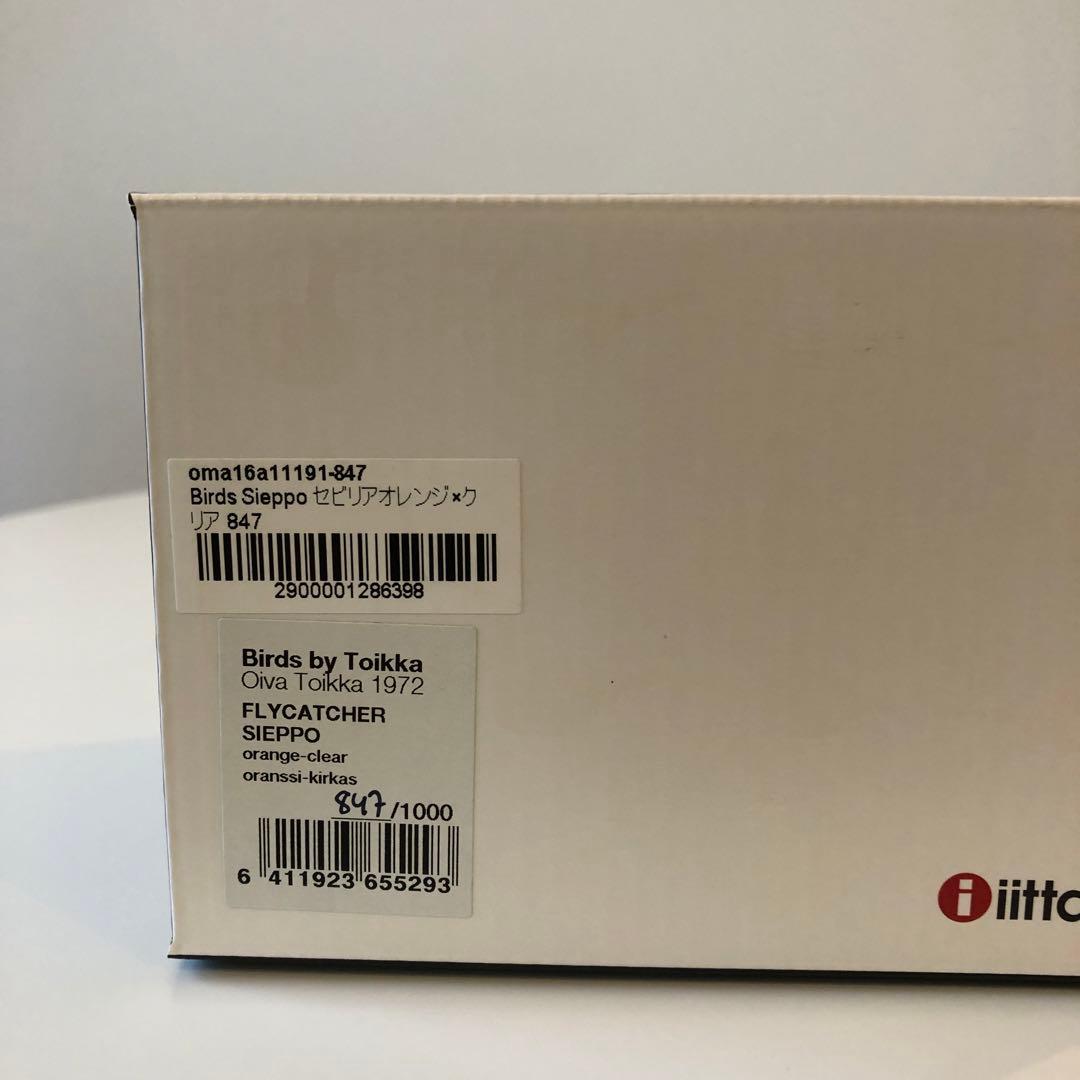 oma16a11191-847
Birds Sieppo セビリアオレンジ×ク
リア 847
2900001286398
Birds by Toikka
Oiva Toikka 1972
FLYCATCHER
SIEPPO
orange-clear
oranssi-kirkas
847/1000
6 411923 655293
i iitta